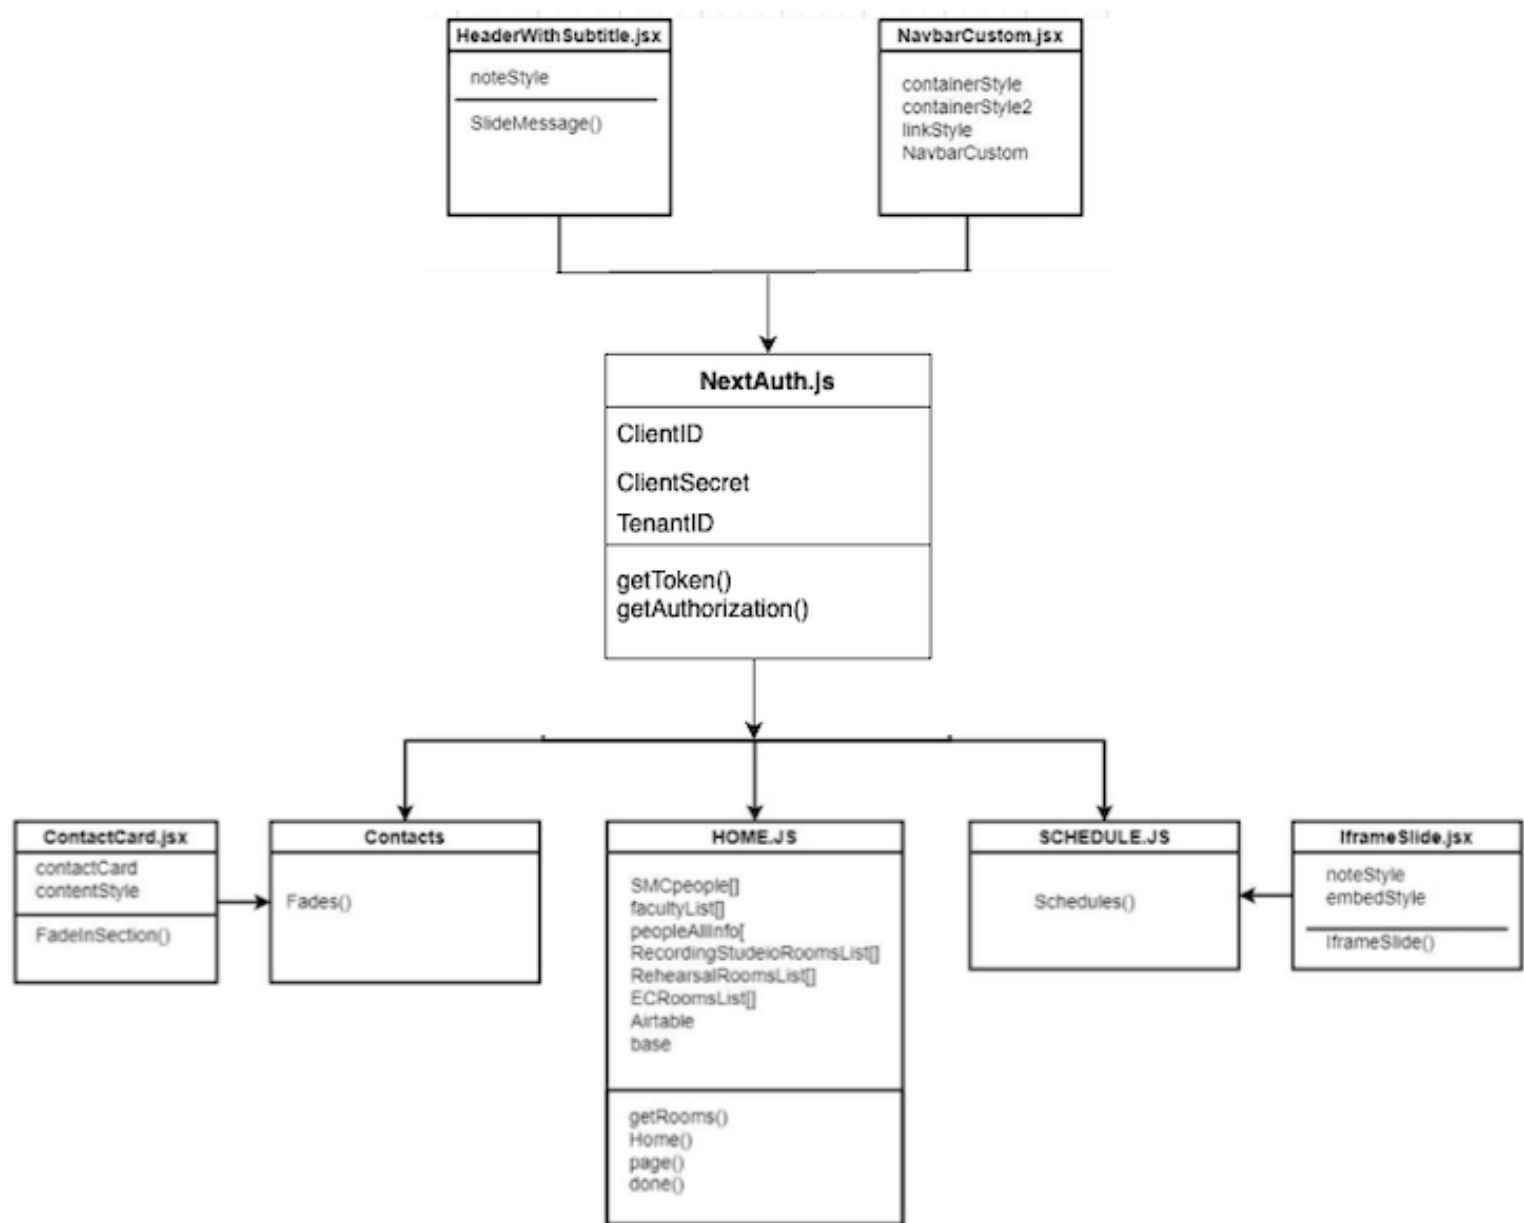 HeaderWithSubtitle.jsx
noteStyle
SlideMessage()
NavbarCustom.jsx
containerStyle
containerStyle2
linkStyle
NavbarCustom
NextAuth.js
ClientID
ClientSecret
TenantID
getToken()
getAuthorization()
ContactCard.jsx
contactCard
contentStyle
FadeInSection()
Contacts
Fades()
HOME.JS
SMCpeople[]
facultyList[]
peopleAllInfo[
RecordingStudeioRoomsList[]
RehearsalRoomsList[]
ECRoomsList[]
Airtable
base
getRooms()
Home()
page()
done()
SCHEDULE.JS
Schedules()
IframeSlide.jsx
noteStyle
embedStyle
IframeSlide()